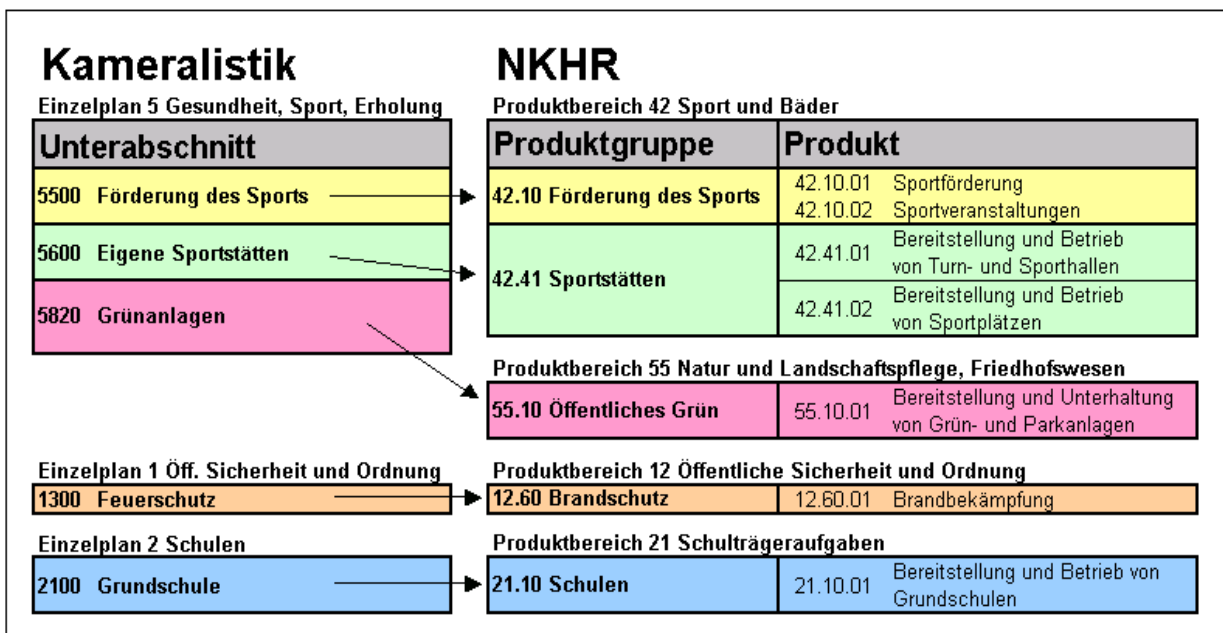 Kameralistik
NKHR
Einzelplan 5 Gesundheit, Sport, Erholung
Produktbereich 42 Sport und Bäder
Unterabschnitt
Produktgruppe
Produkt
5500 Förderung des Sports
42.10 Förderung des Sports
42.10.01 Sportförderung
42.10.02 Sportveranstaltungen
5600 Eigene Sportstätten
42.41 Sportstätten
42.41.01 Bereitstellung und Betrieb
von Turn- und Sporthallen
42.41.02 Bereitstellung und Betrieb
von Sportplätzen
5820 Grünanlagen
Produktbereich 55 Natur und Landschaftspflege, Friedhofswesen
55.10 Öffentliches Grün
55.10.01 Bereitstellung und Unterhaltung
von Grün- und Parkanlagen
Einzelplan 1 Öff. Sicherheit und Ordnung
Produktbereich 12 Öffentliche Sicherheit und Ordnung
1300 Feuerschutz
12.60 Brandschutz
12.60.01 Brandbekämpfung
Einzelplan 2 Schulen
Produktbereich 21 Schulträgeraufgaben
2100 Grundschule
21.10 Schulen
21.10.01 Bereitstellung und Betrieb von
Grundschulen